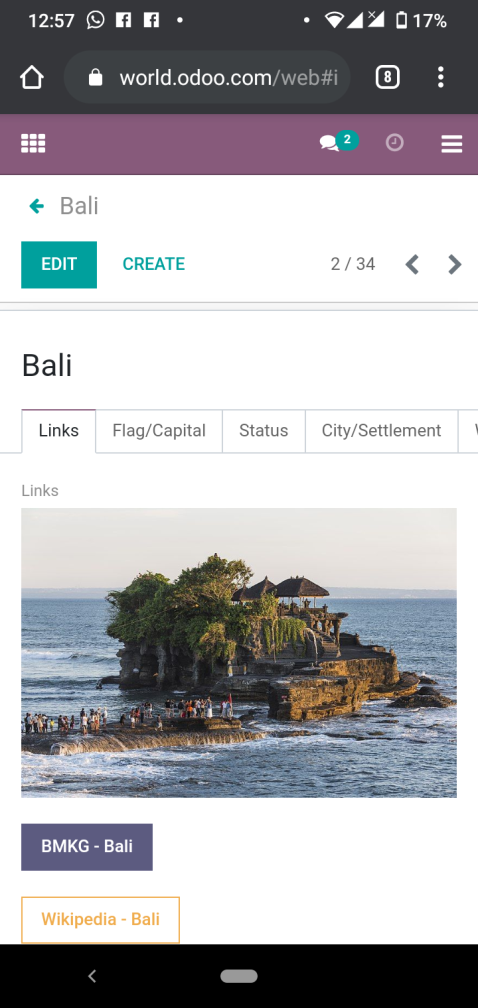 12:57
17%
world.odoo.com/web#i
8
2
Bali
EDIT CREATE 2 / 34
Bali
Links Flag/Capital Status City/Settlement
Links
BMKG - Bali
Wikipedia - Bali